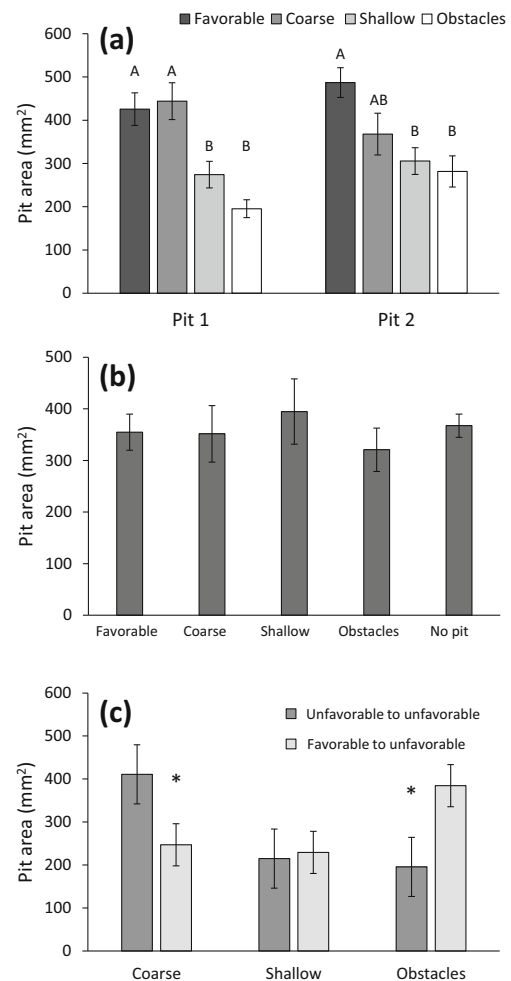 Favorable Coarse Shallow Obstacles
(a)
Pit area (mm²)
600
500
400
300
200
100
0
A A B B
A AB B B
Pit 1 Pit 2
(b)
Pit area (mm²)
500
400
300
200
100
0
Favorable Coarse Shallow Obstacles No pit
(c)
Unfavorable to unfavorable
Favorable to unfavorable
Pit area (mm²)
600
500
400
300
200
100
0
* *
Coarse Shallow Obstacles